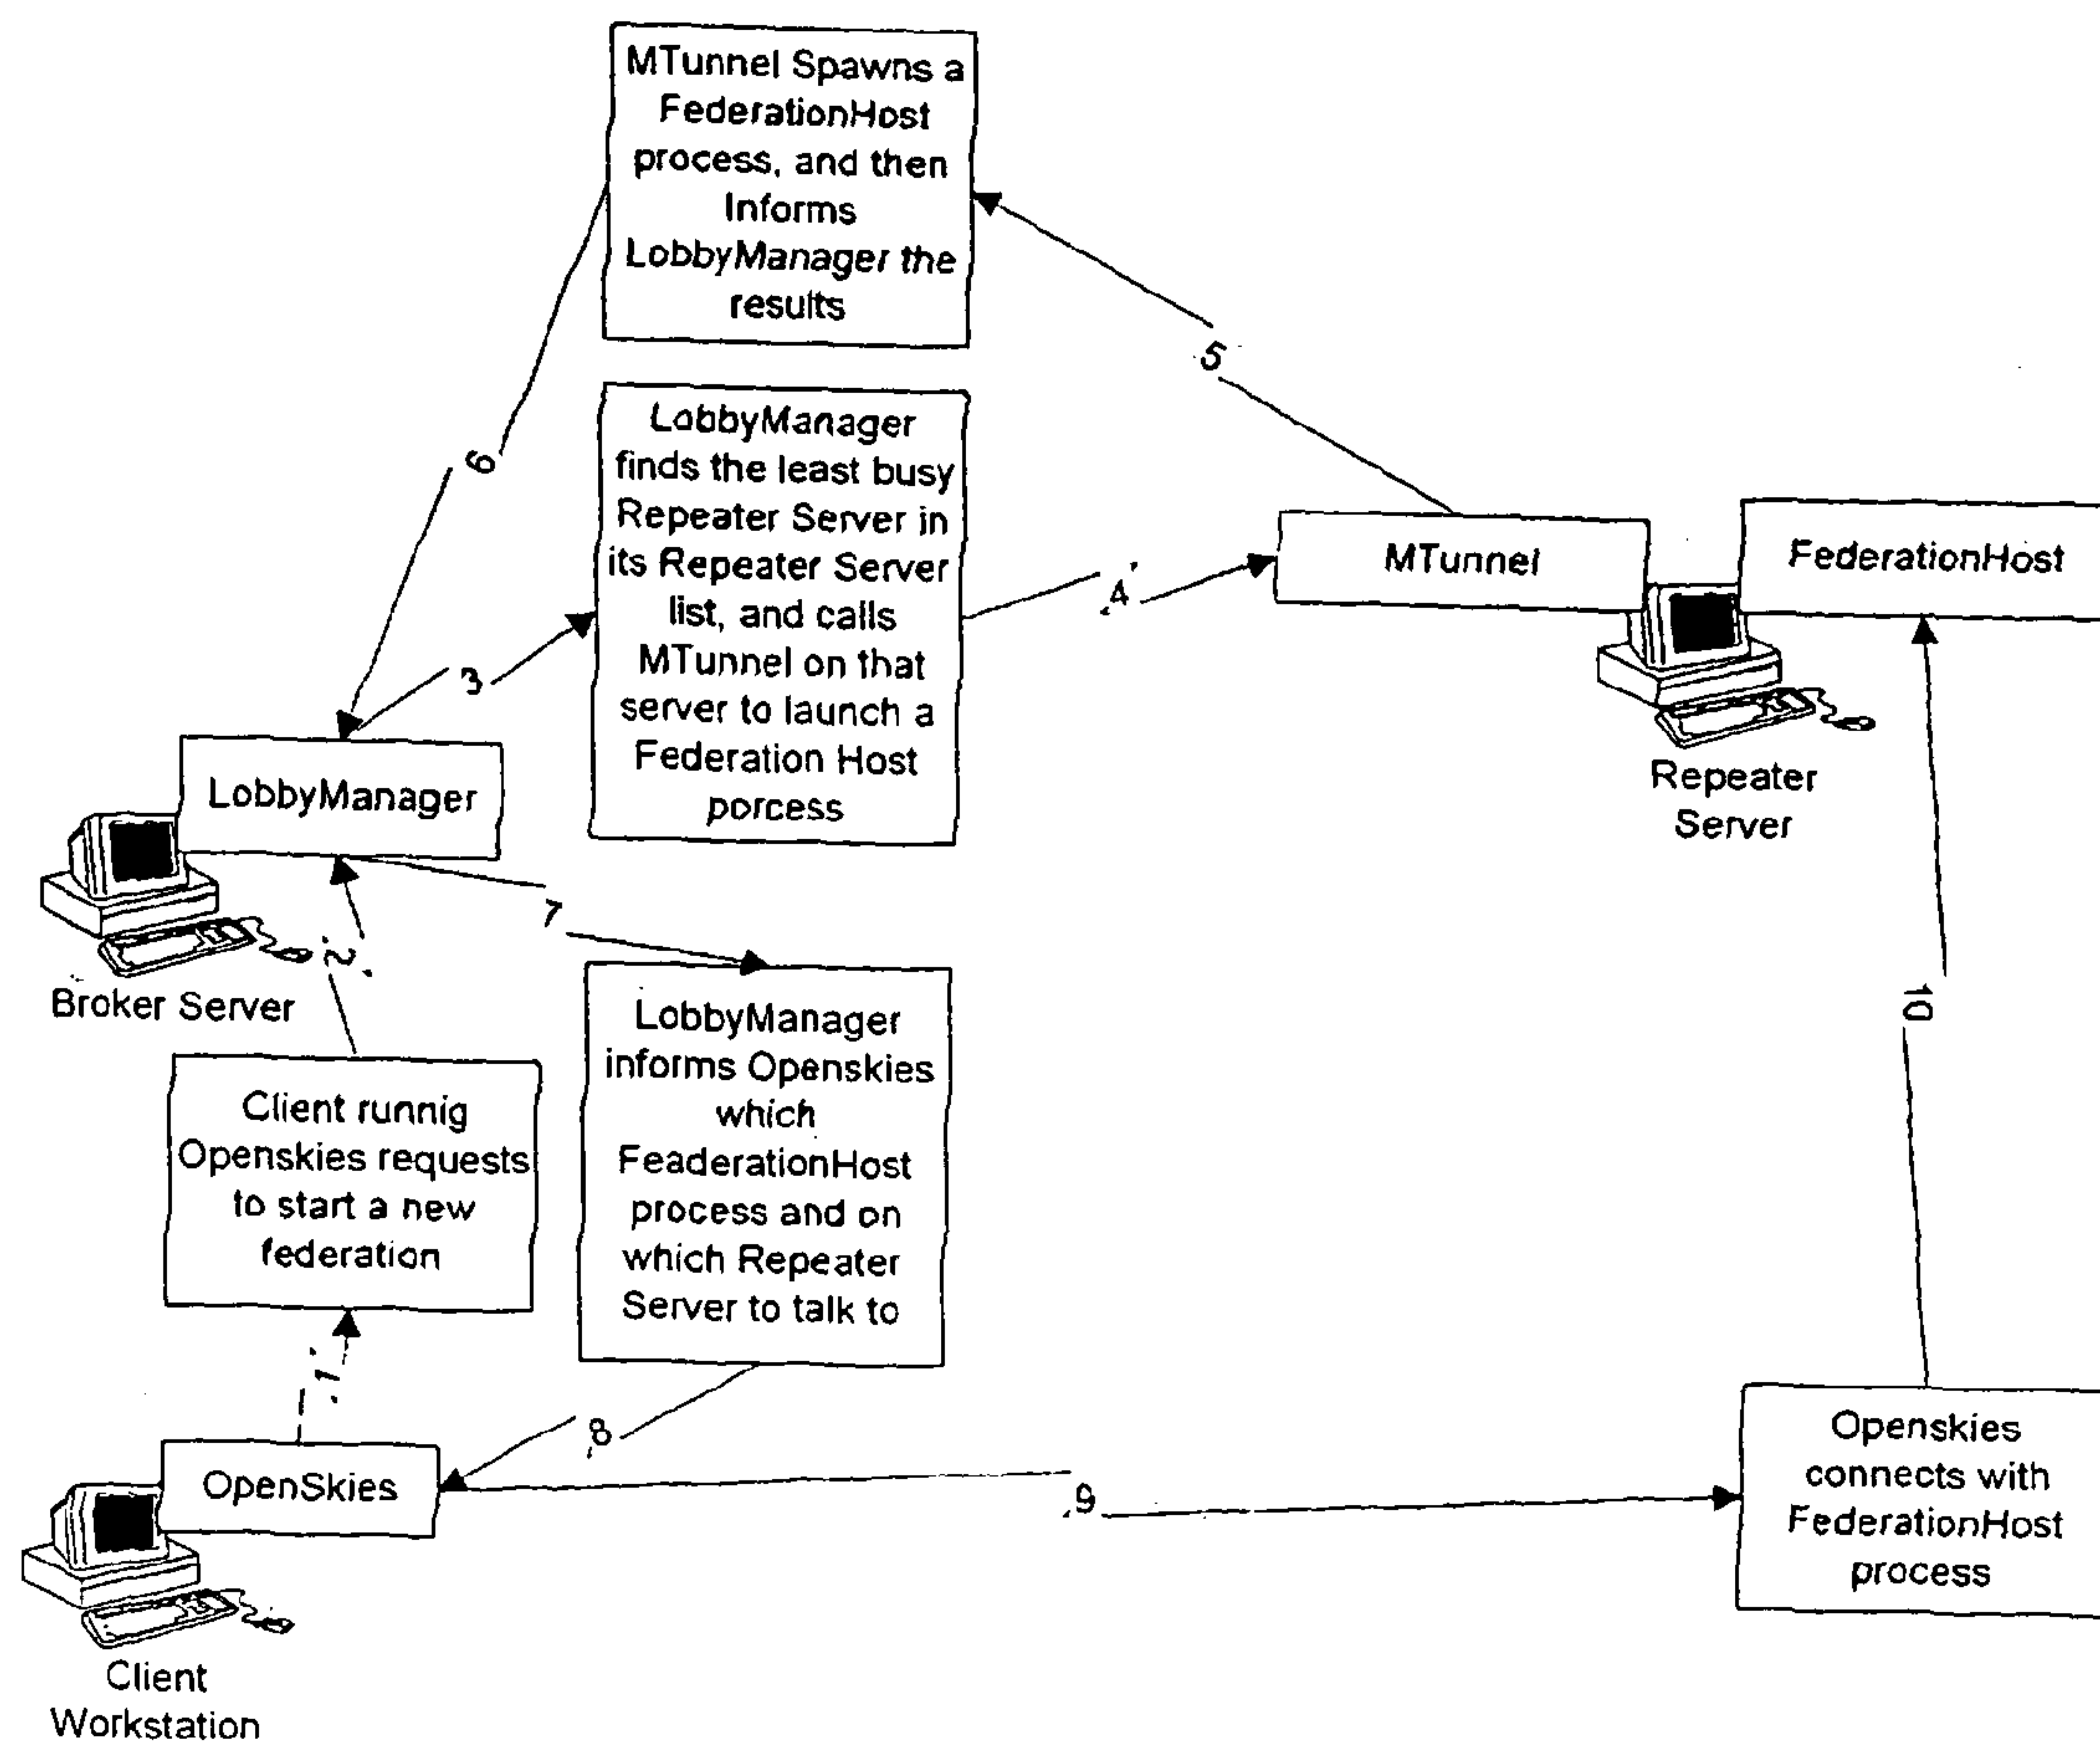 MTunnel Spawns a
FederationHost
process, and then
Informs
LobbyManager the
results
5
6
LobbyManager
finds the least busy
Repeater Server in
its Repeater Server
list, and calls
MTunnel on that
server to launch a
Federation Host
porcess
4
MTunnel
FederationHost
3
Repeater
Server
LobbyManager
7
2
Broker Server
10
LobbyManager
informs Openskies
which
FeaderationHost
process and on
which Repeater
Server to talk to
Client runnig
Openskies requests
to start a new
federation
1
8
OpenSkies
9
Openskies
connects with
FederationHost
process
Client
Workstation